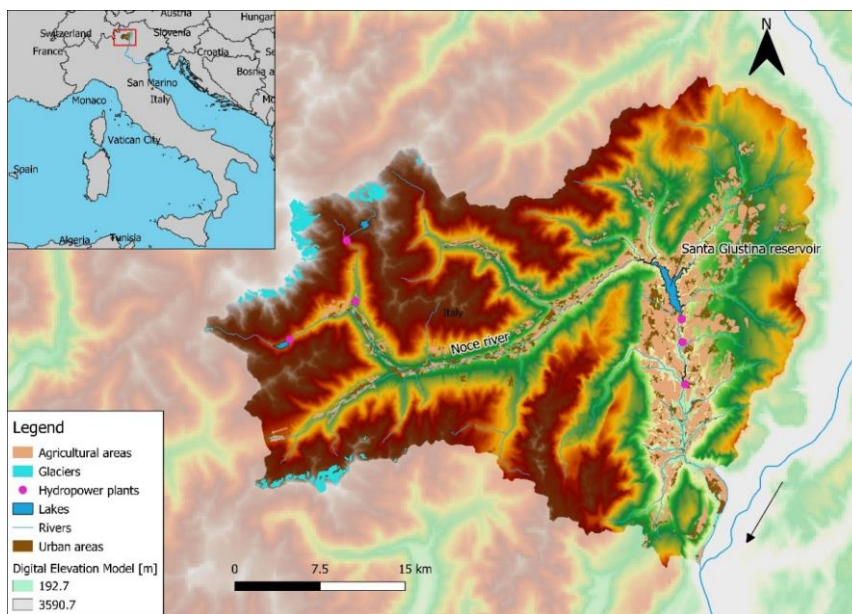 Austria
Switzerland
Hungar
Slovenia
France
Croatia
Bosnia a
San Marino
Monaco
Italy
Vatican City
Spain
Algeria
Tunisia
N
Santa Giustina reservoir
Italy
Noce river
Legend
Agricultural areas
Glaciers
Hydropower plants
Lakes
Rivers
Urban areas
Digital Elevation Model [m]
192.7
3590.7
0 7.5 15 km